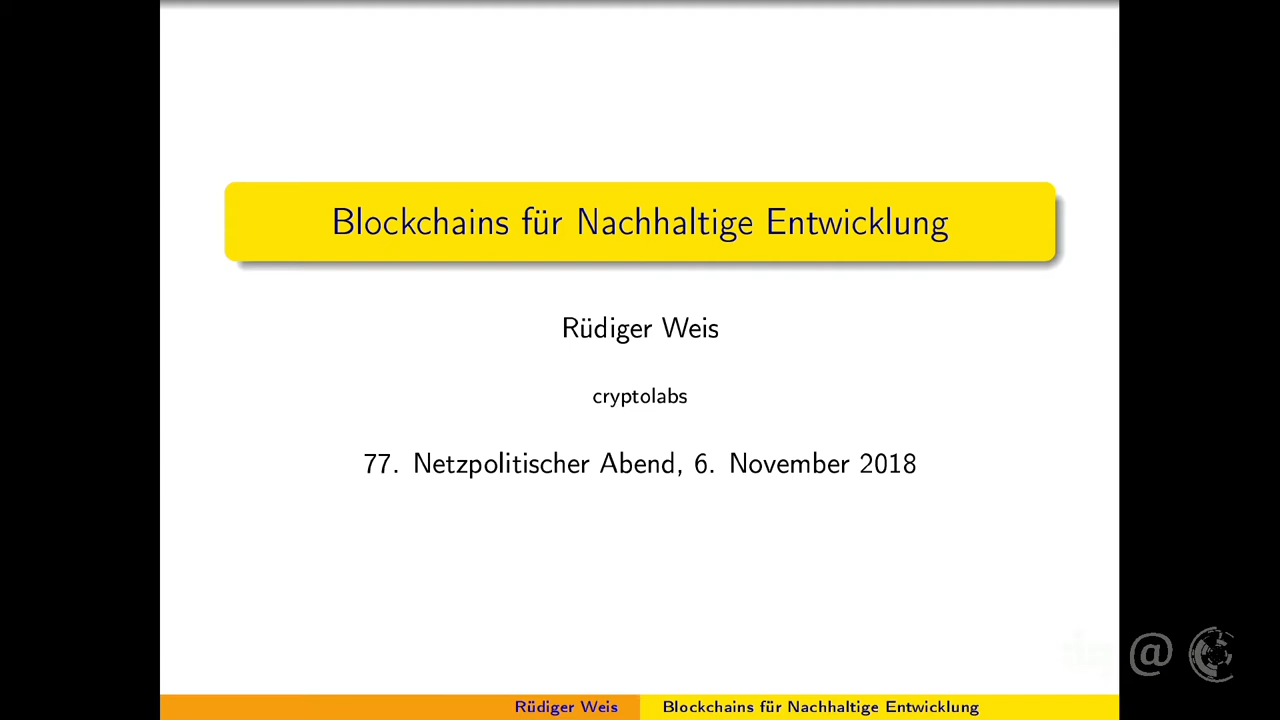 Blockchains für Nachhaltige Entwicklung
Rüdiger Weis
cryptolabs
77. Netzpolitischer Abend, 6. November 2018
@
Rüdiger Weis
Blockchains für Nachhaltige Entwicklung